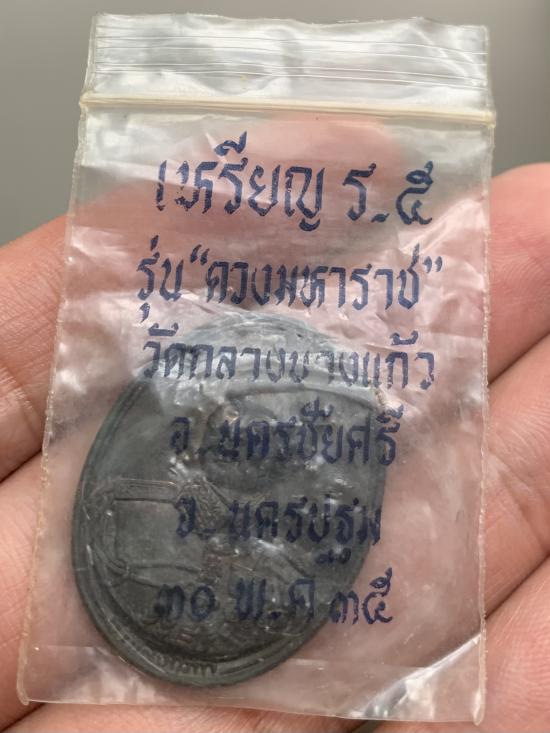 เหรียญ ร.๕
รุ่น "ดวงมหาราช"
วัดกลางบางแก้ว
อ.นครชัยศรี
จ.นครปฐม
๓๐ พ.ค ๓๕